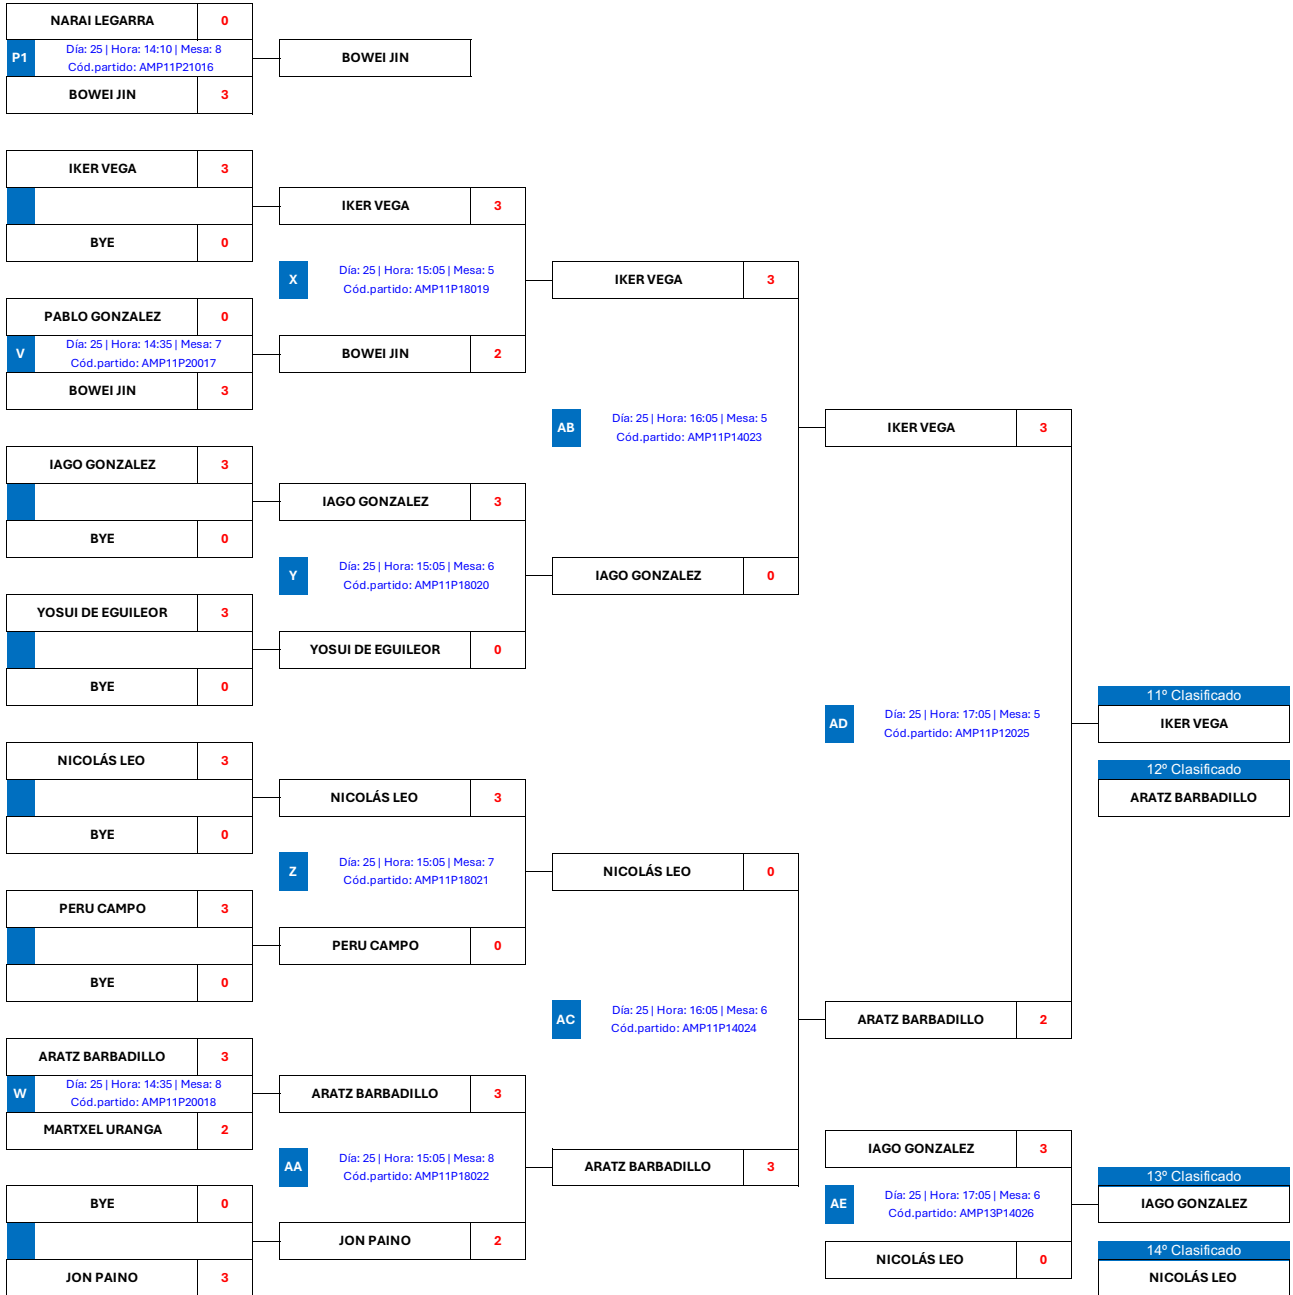 NARAI LEGARRA 0
P1 Día: 25 | Hora: 14:10 | Mesa: 8
Cód.partido: AMP11P21016
BOWEI JIN
BOWEI JIN 3
IKER VEGA 3
IKER VEGA 3
BYE 0
X Día: 25 | Hora: 15:05 | Mesa: 5
Cód.partido: AMP11P18019
IKER VEGA 3
PABLO GONZALEZ 0
V Día: 25 | Hora: 14:35 | Mesa: 7
Cód.partido: AMP11P20017
BOWEI JIN 2
BOWEI JIN 3
AB Día: 25 | Hora: 16:05 | Mesa: 5
Cód.partido: AMP11P14023
IKER VEGA 3
IAGO GONZALEZ 3
IAGO GONZALEZ 3
BYE 0
Y Día: 25 | Hora: 15:05 | Mesa: 6
Cód.partido: AMP11P18020
IAGO GONZALEZ 0
YOSUI DE EGUILEOR 3
YOSUI DE EGUILEOR 0
BYE 0
11º Clasificado
AD Día: 25 | Hora: 17:05 | Mesa: 5
Cód.partido: AMP11P12025
IKER VEGA
NICOLÁS LEO 3
12º Clasificado
NICOLÁS LEO 3
ARATZ BARBADILLO
BYE 0
Z Día: 25 | Hora: 15:05 | Mesa: 7
Cód.partido: AMP11P18021
NICOLÁS LEO 0
PERU CAMPO 3
PERU CAMPO 0
BYE 0
AC Día: 25 | Hora: 16:05 | Mesa: 6
Cód.partido: AMP11P14024
ARATZ BARBADILLO 2
ARATZ BARBADILLO 3
W Día: 25 | Hora: 14:35 | Mesa: 8
Cód.partido: AMP11P20018
ARATZ BARBADILLO 3
MARTXEL URANGA 2
IAGO GONZALEZ 3
AA Día: 25 | Hora: 15:05 | Mesa: 8
Cód.partido: AMP11P18022
ARATZ BARBADILLO 3
13º Clasificado
BYE 0
AE Día: 25 | Hora: 17:05 | Mesa: 6
Cód.partido: AMP13P14026
IAGO GONZALEZ
JON PAINO 2
14º Clasificado
NICOLÁS LEO 0
JON PAINO 3
NICOLÁS LEO